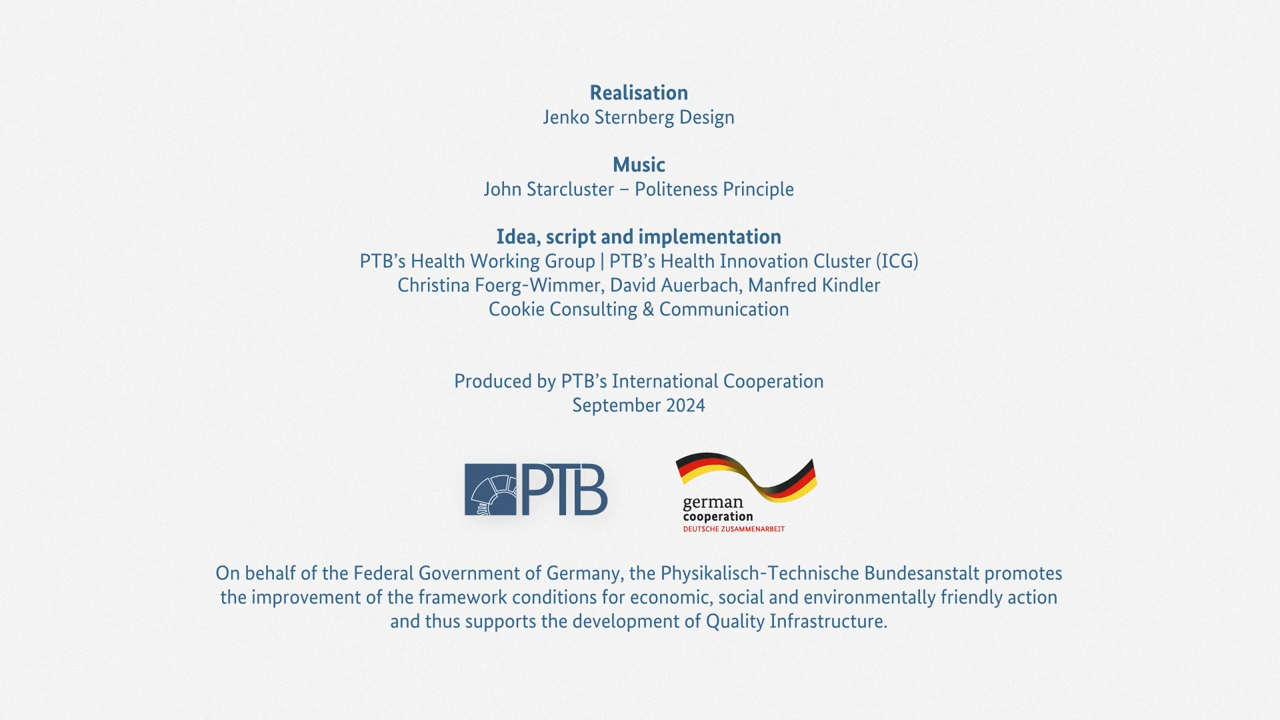 Realisation
Jenko Sternberg Design
Music
John Starcluster – Politeness Principle
Idea, script and implementation
PTB’s Health Working Group | PTB’s Health Innovation Cluster (ICG)
Christina Foerg-Wimmer, David Auerbach, Manfred Kindler
Cookie Consulting & Communication
Produced by PTB’s International Cooperation
September 2024
PTB
german
cooperation
DEUTSCHE ZUSAMMENARBEIT
On behalf of the Federal Government of Germany, the Physikalisch-Technische Bundesanstalt promotes
the improvement of the framework conditions for economic, social and environmentally friendly action
and thus supports the development of Quality Infrastructure.